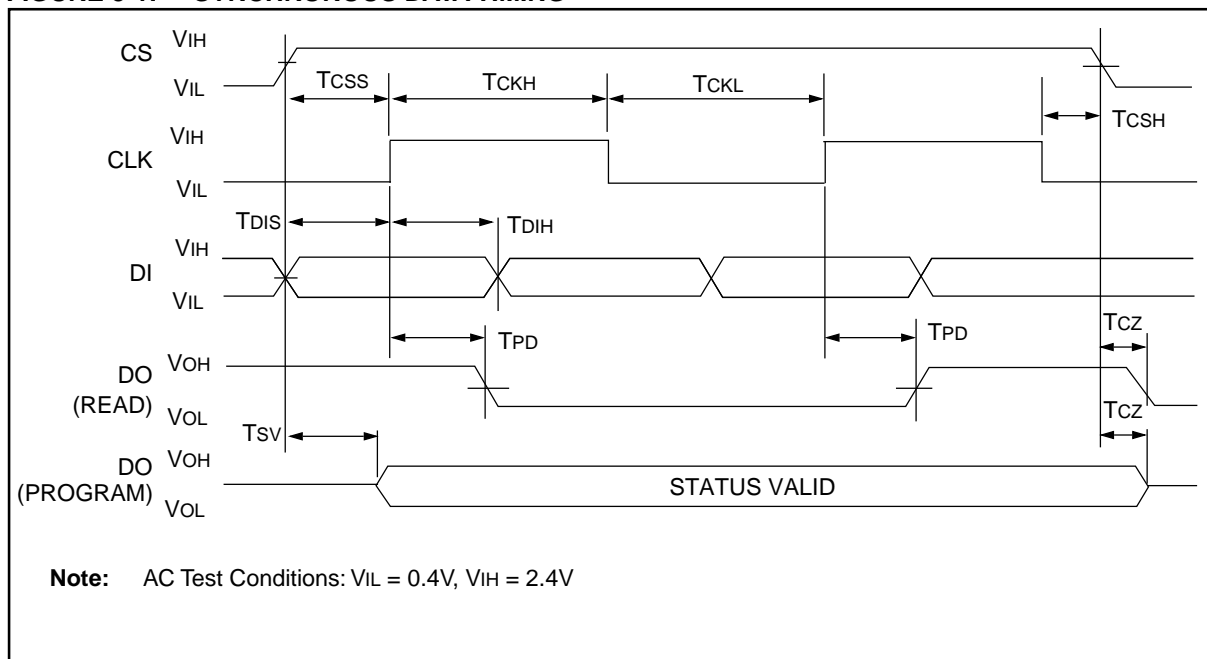 CS VIH
VIL
TCSS TCKH TCKL
TCSH
CLK VIH
VIL
TDIS TDIH
DI VIH
VIL
TPD TPD TCZ
DO VOH
(READ) VOL
TSV TCZ
DO VOH
(PROGRAM) VOL
STATUS VALID
Note: AC Test Conditions: VIL = 0.4V, VIH = 2.4V